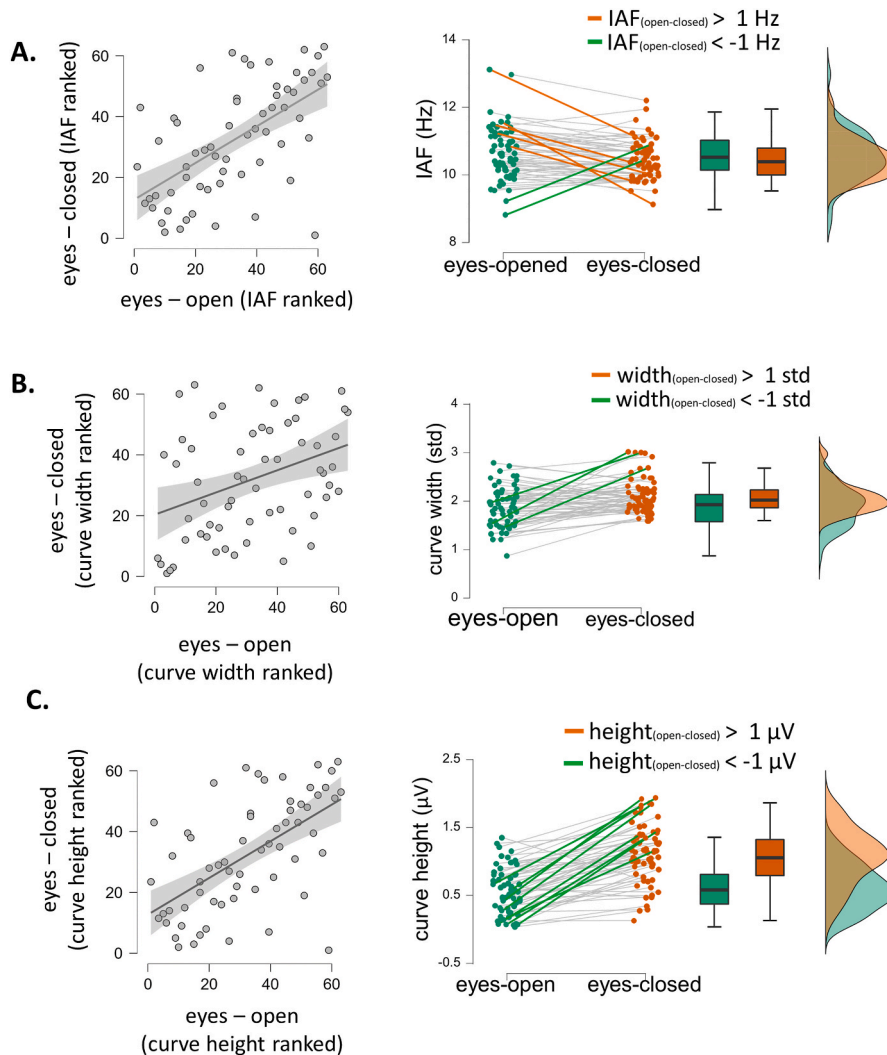 A.
eyes – closed (IAF ranked)
60
40
20
0
0 20 40 60
eyes – open (IAF ranked)
IAF(open-closed) > 1 Hz
IAF(open-closed) < -1 Hz
IAF (Hz)
14
12
10
8
eyes-opened eyes-closed
B.
eyes – closed
(curve width ranked)
60
40
20
0
0 20 40 60
eyes – open
(curve width ranked)
width(open-closed) > 1 std
width(open-closed) < -1 std
curve width (std)
4
3
2
1
0
eyes-open eyes-closed
C.
eyes – closed
(curve height ranked)
60
40
20
0
0 20 40 60
eyes – open
(curve height ranked)
height(open-closed) > 1 µV
height(open-closed) < -1 µV
curve height (µV)
2.5
1.5
0.5
-0.5
eyes-open eyes-closed